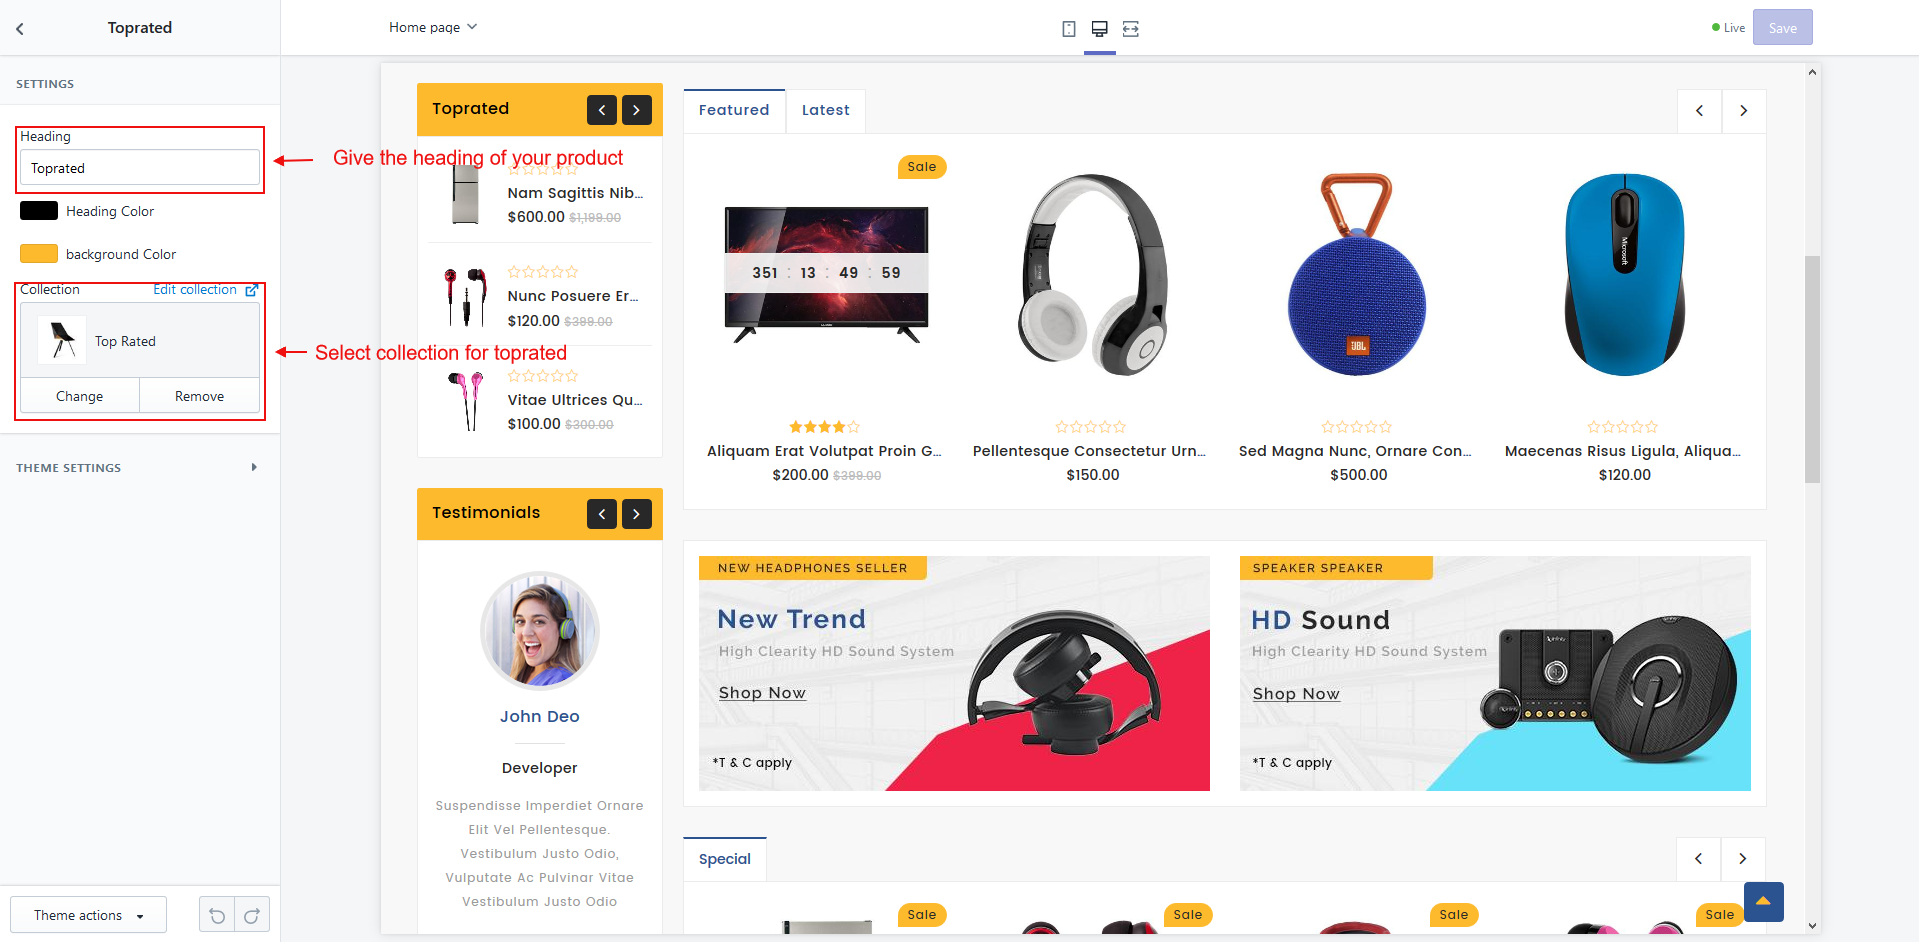 Toprated
Home page
Live
Save
SETTINGS
Heading
Toprated
Give the heading of your product
Heading Color
background Color
Collection
Edit collection
Top Rated
Select collection for toprated
Change
Remove
THEME SETTINGS
Theme actions
Toprated
Nam Sagittis Nib...
$600.00 $1,199.00
Nunc Posuere Er...
$120.00 $399.00
Vitae Ultrices Qu...
$100.00 $300.00
Testimonials
John Deo
Developer
Suspendisse Imperdiet Ornare
Elit Vel Pellentesque.
Vestibulum Justo Odio,
Vulputate Ac Pulvinar Vitae
Vestibulum Justo Odio
Featured
Latest
Sale
351 : 13 : 49 : 59
JBL
Microsoft
Aliquam Erat Volutpat Proin G...
$200.00 $399.00
Pellentesque Consectetur Urn...
$150.00
Sed Magna Nunc, Ornare Con...
$500.00
Maecenas Risus Ligula, Aliqua...
$120.00
NEW HEADPHONES SELLER
New Trend
High Clearity HD Sound System
Shop Now
*T & C apply
SPEAKER SPEAKER
HD Sound
High Clearity HD Sound System
Shop Now
*T & C apply
Infinity
Special
Sale
Sale
Sale
Sale